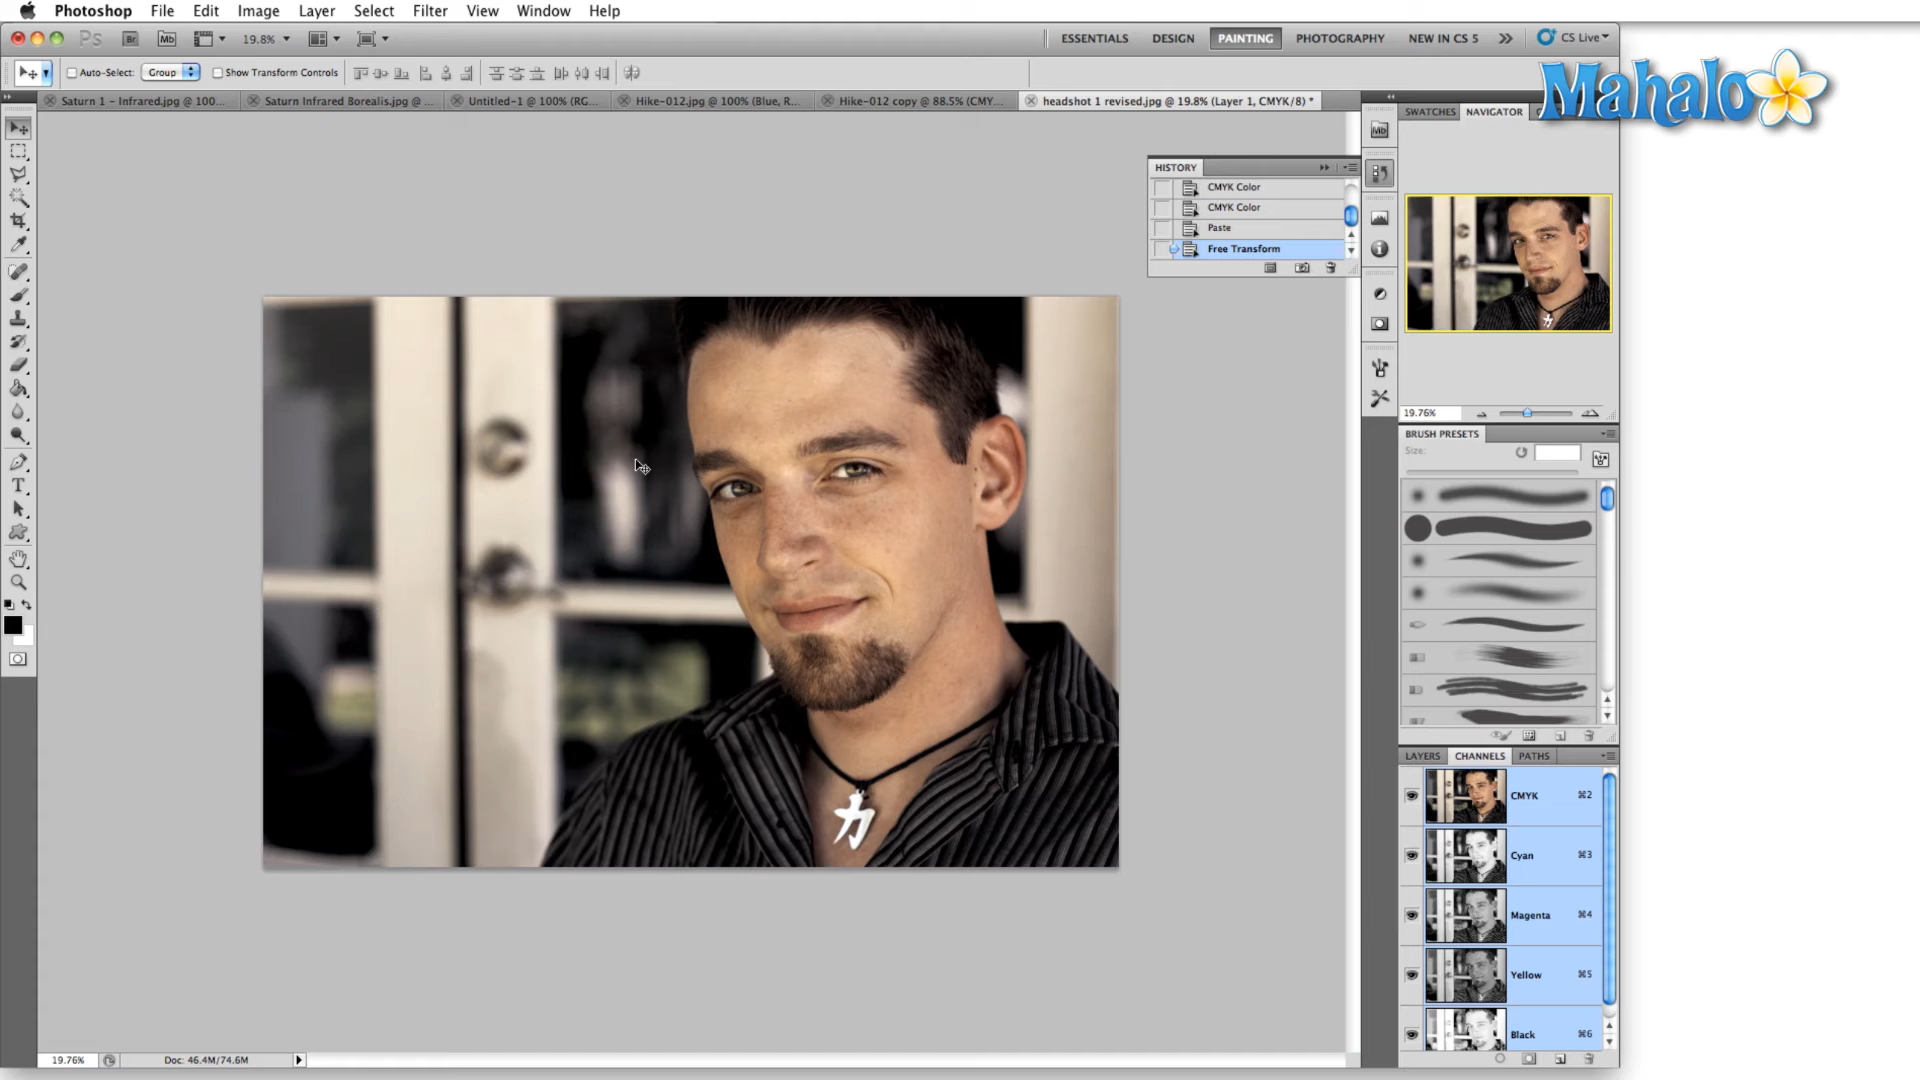 Photoshop File Edit Image Layer Select Filter View Window Help
Ps Br Mb 19.8% ESSENTIALS DESIGN PAINTING PHOTOGRAPHY NEW IN CS 5 CS Live
Auto-Select: Group Show Transform Controls
Mahalo
Saturn 1 - Infrared.jpg @ 100... Saturn Infrared Borealis.jpg @ ... Untitled-1 @ 100% (RG... Hike-012.jpg @ 100% (Blue, R... Hike-012 copy @ 88.5% (CMY... headshot 1 revised.jpg @ 19.8% (Layer 1, CMYK/8) *
SWATCHES NAVIGATOR
Mb
HISTORY
CMYK Color
CMYK Color
Paste
Free Transform
力
19.76%
BRUSH PRESETS
Size:
T
LAYERS CHANNELS PATHS
CMYK ⌘2
Cyan ⌘3
Magenta ⌘4
Yellow ⌘5
Black ⌘6
19.76% Doc: 46.4M/74.6M